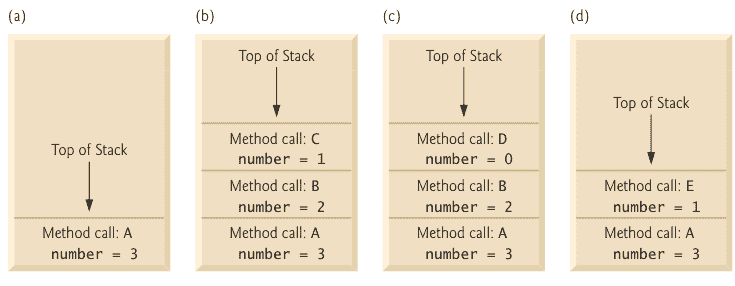 (a)
Top of Stack
Method call: A
number = 3
(b)
Top of Stack
Method call: C
number = 1
Method call: B
number = 2
Method call: A
number = 3
(c)
Top of Stack
Method call: D
number = 0
Method call: B
number = 2
Method call: A
number = 3
(d)
Top of Stack
Method call: E
number = 1
Method call: A
number = 3